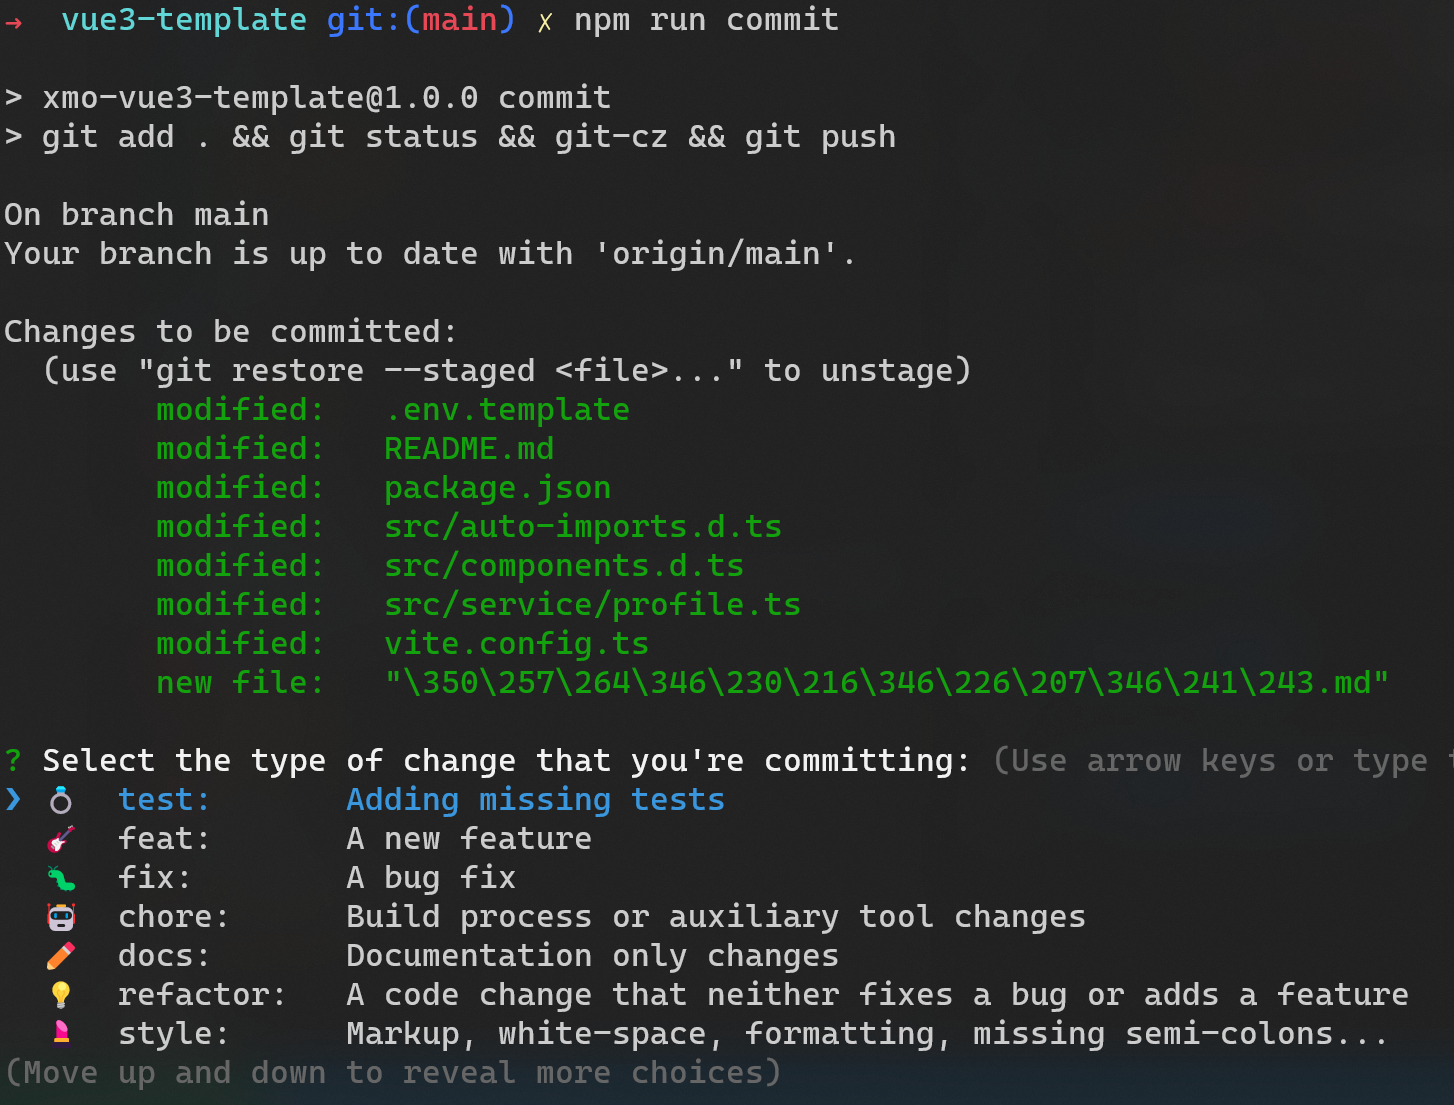 → vue3-template git:(main) ✗ npm run commit
> xmo-vue3-template@1.0.0 commit
> git add . && git status && git-cz && git push
On branch main
Your branch is up to date with 'origin/main'.
Changes to be committed:
(use "git restore --staged <file>..." to unstage)
modified: .env.template
modified: README.md
modified: package.json
modified: src/auto-imports.d.ts
modified: src/components.d.ts
modified: src/service/profile.ts
modified: vite.config.ts
new file: "\350\257\264\346\230\216\346\226\207\346\241\243.md"
? Select the type of change that you're committing: (Use arrow keys or type
❯ 💍 test: Adding missing tests
🎸 feat: A new feature
🐛 fix: A bug fix
🤖 chore: Build process or auxiliary tool changes
✏️ docs: Documentation only changes
💡 refactor: A code change that neither fixes a bug or adds a feature
💄 style: Markup, white-space, formatting, missing semi-colons...
(Move up and down to reveal more choices)